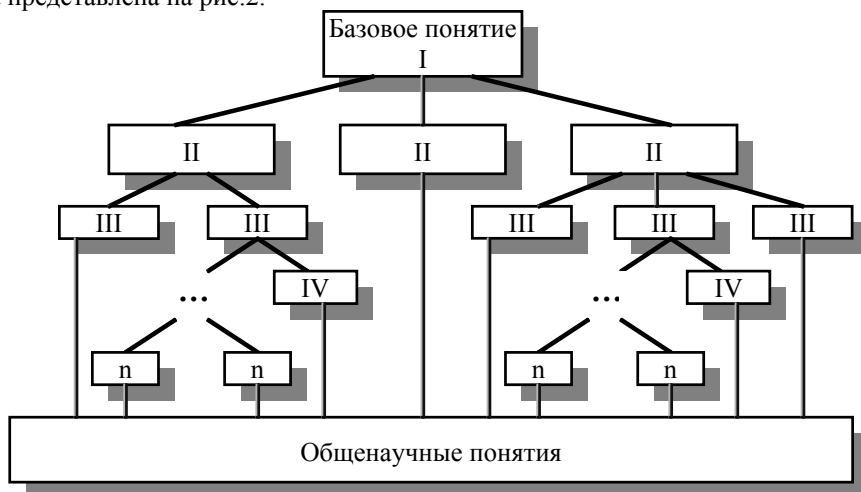 представлена на рис.2.
Базовое понятие
I
II II II
III III III III III
... IV ... IV
n n n n
Общенаучные понятия